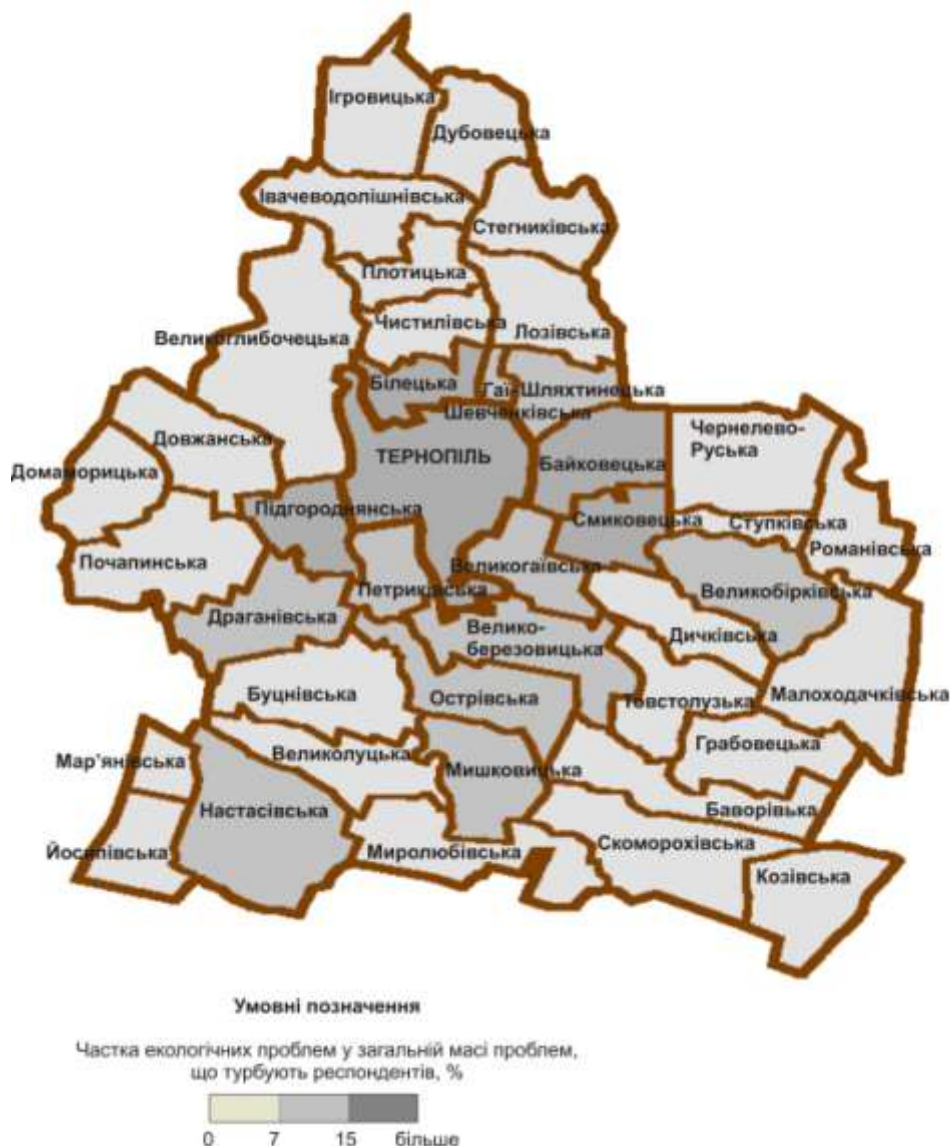 Ігровицька
Дубовецька
Івачеводолішнівська
Стегниківська
Плотицька
Чистилівська
Лозівська
Великоглибочецька
Білецька
Гаї-Шляхтинецька
Шевченківська
Чернелево-
Руська
Довжанська
ТЕРНОПІЛЬ
Байковецька
Домаморицька
Підгороднянська
Смиковецька
Ступківська
Романівська
Почапинська
Великогаївська
Петриківська
Великобірківська
Драганівська
Велико-
березовицька
Дичківська
Буцнівська
Острівська
Товстолузька
Малоходачківська
Мар'янівська
Великолуцька
Мишковицька
Грабовецька
Настасівська
Баворівька
Йосипівська
Миролюбівська
Скоморохівська
Козівська
Умовні позначення
Частка екологічних проблем у загальній масі проблем,
що турбують респондентів, %
0 7 15 більше